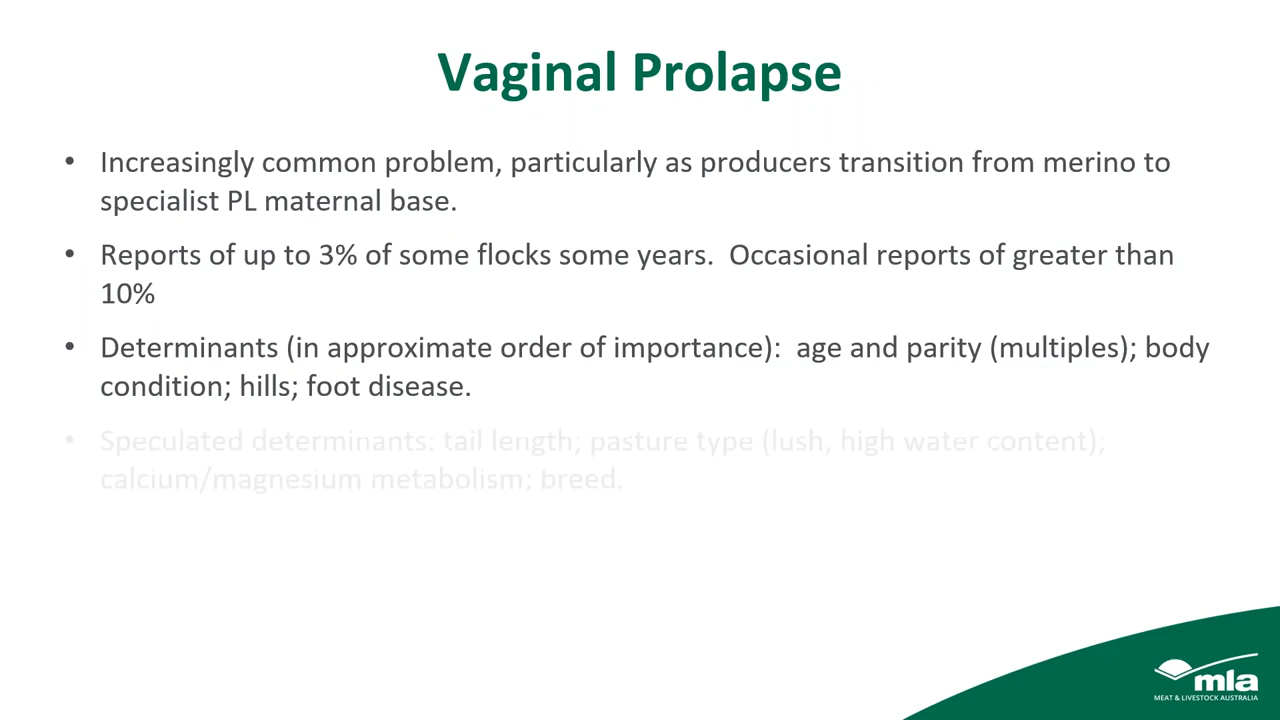 Vaginal Prolapse
• Increasingly common problem, particularly as producers transition from merino to
specialist PL maternal base.
• Reports of up to 3% of some flocks some years.  Occasional reports of greater than
10%
• Determinants (in approximate order of importance):  age and parity (multiples); body
condition; hills; foot disease.
• Speculated determinants: tail length; pasture type (lush, high water content);
calcium/magnesium metabolism; breed.
mla
MEAT & LIVESTOCK AUSTRALIA